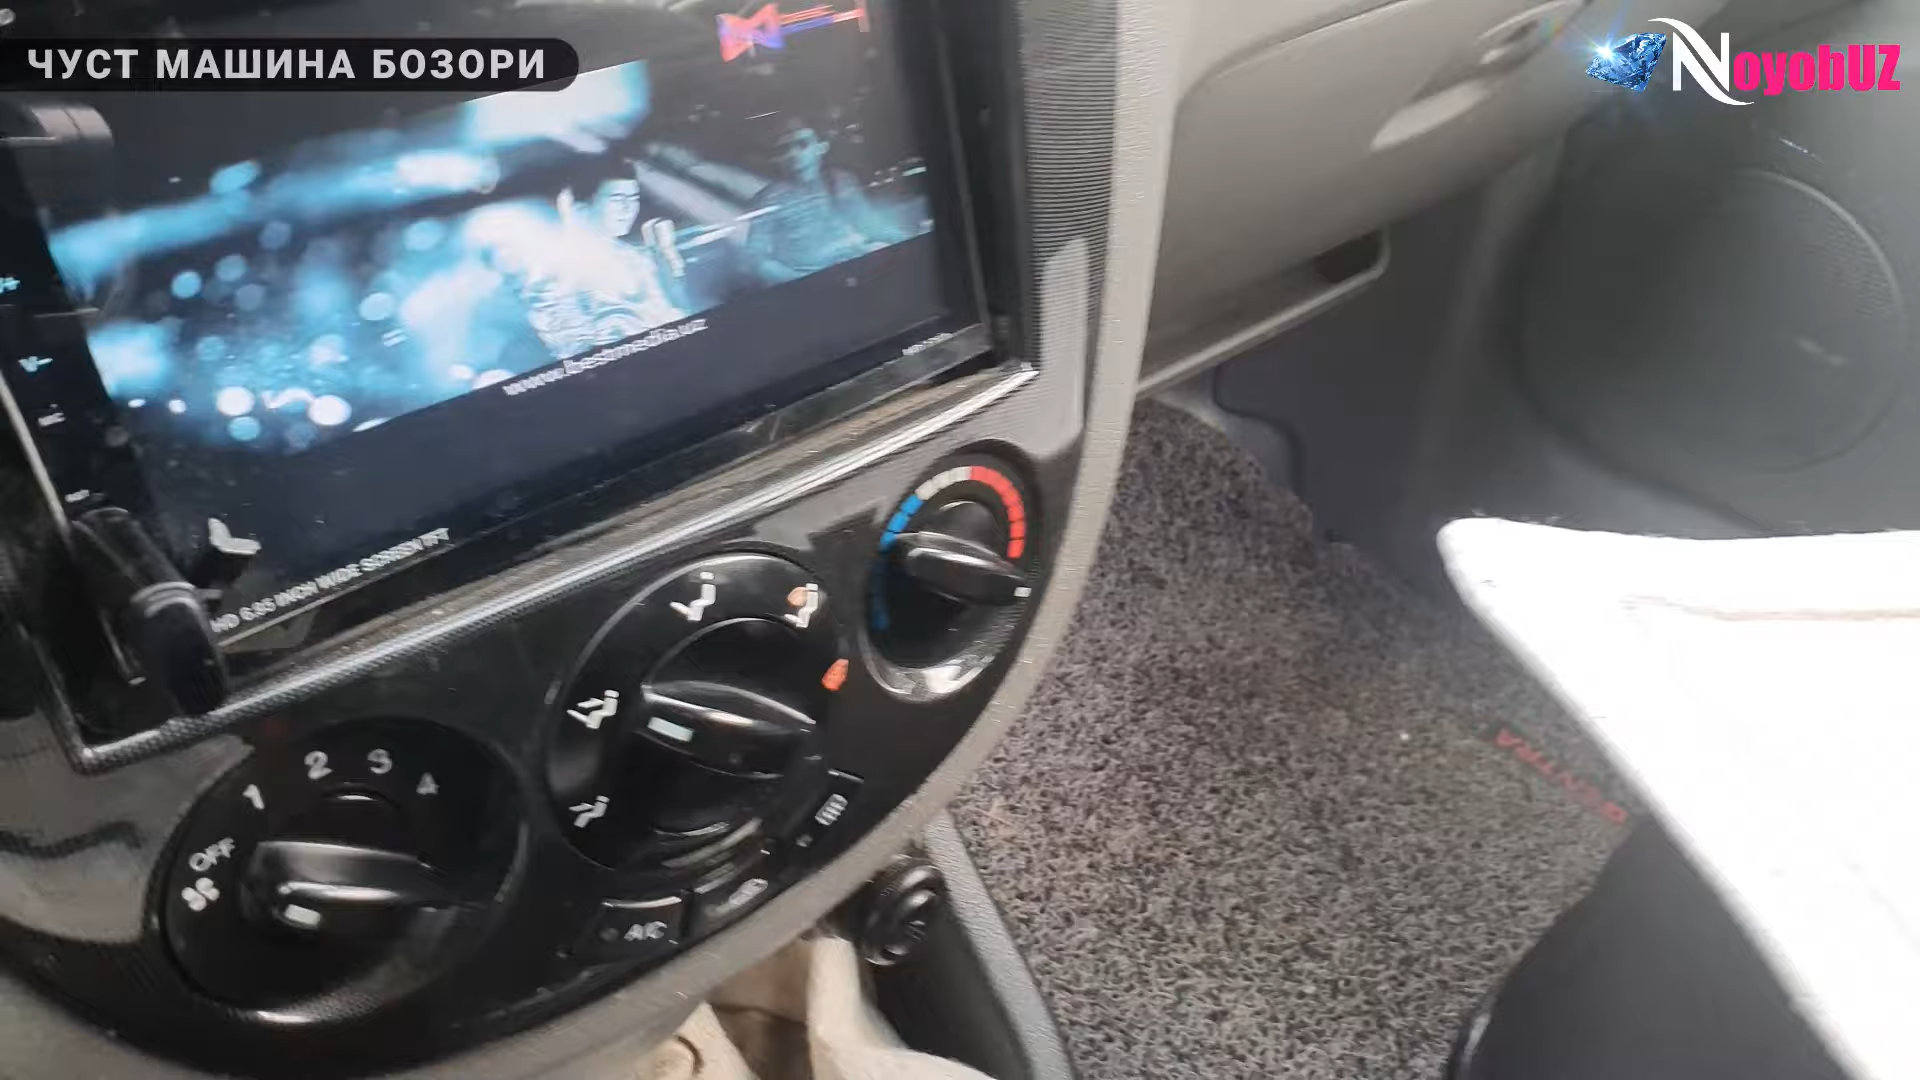 ЧУСТ МАШИНА БОЗОРИ
NoyobUZ
V-
www.bestmedia.uz
HD 6.95 INCH WIDE SCREEN TFT
OFF 1 2 3 4
A/C
GENTRA